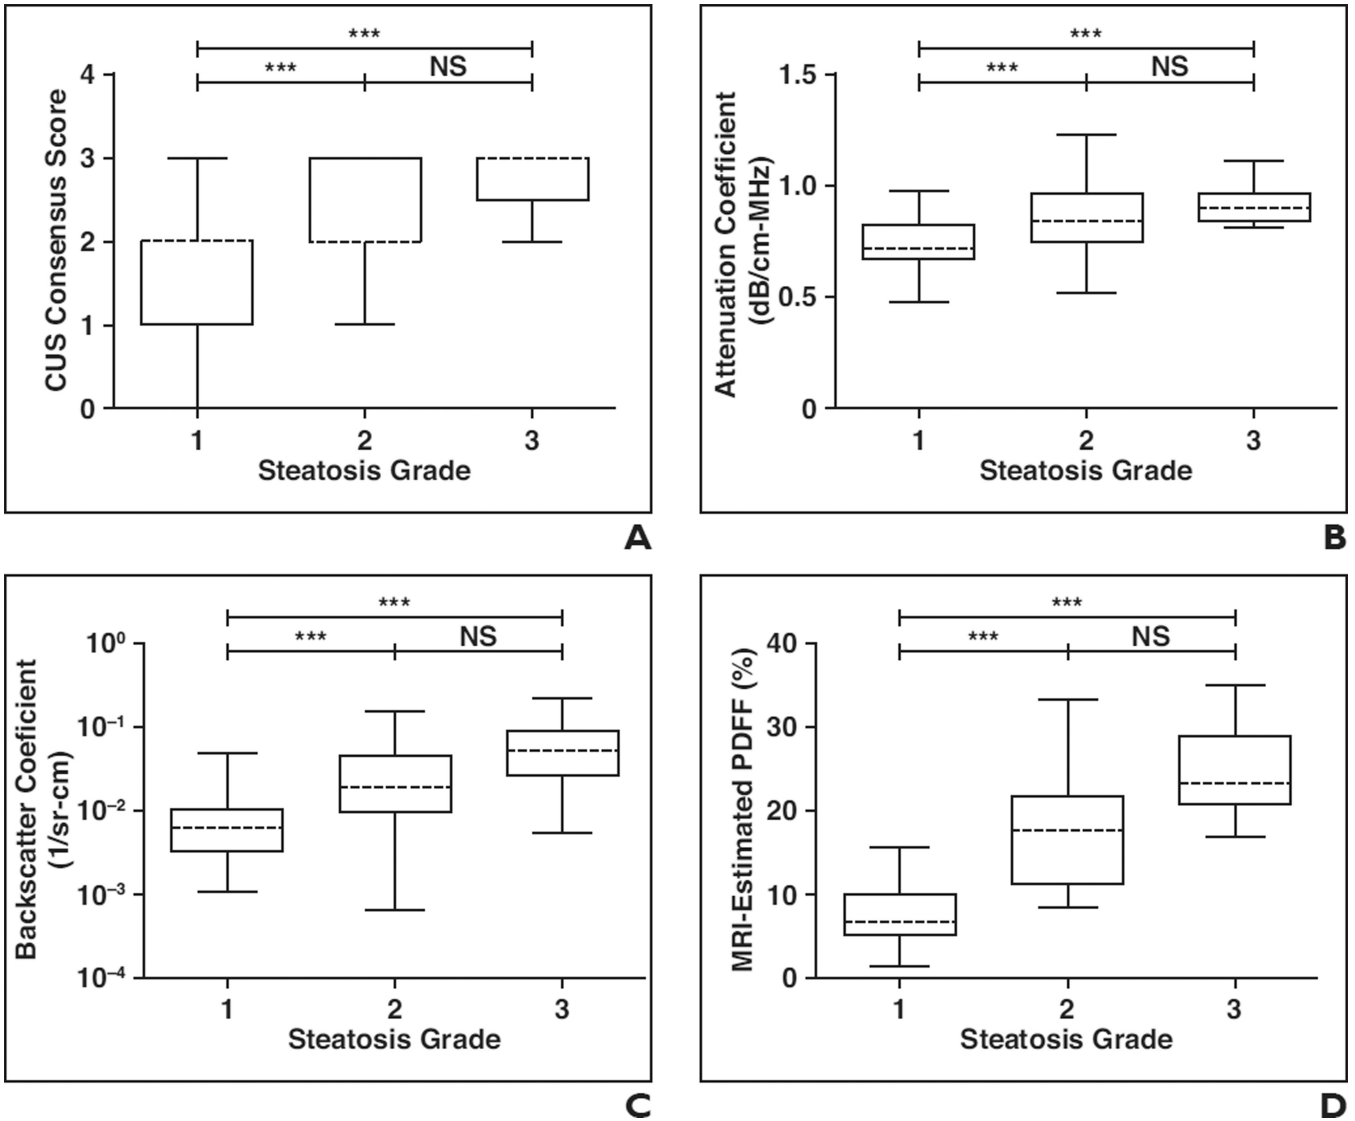 ***
*** NS
4
3
2
1
0
CUS Consensus Score
1 2 3
Steatosis Grade
A
***
*** NS
1.5
1.0
0.5
0
Attenuation Coefficient
(dB/cm-MHz)
1 2 3
Steatosis Grade
B
***
*** NS
10⁰
10⁻¹
10⁻²
10⁻³
10⁻⁴
Backscatter Coeficient
(1/sr-cm)
1 2 3
Steatosis Grade
C
***
*** NS
40
30
20
10
0
MRI-Estimated PDFF (%)
1 2 3
Steatosis Grade
D